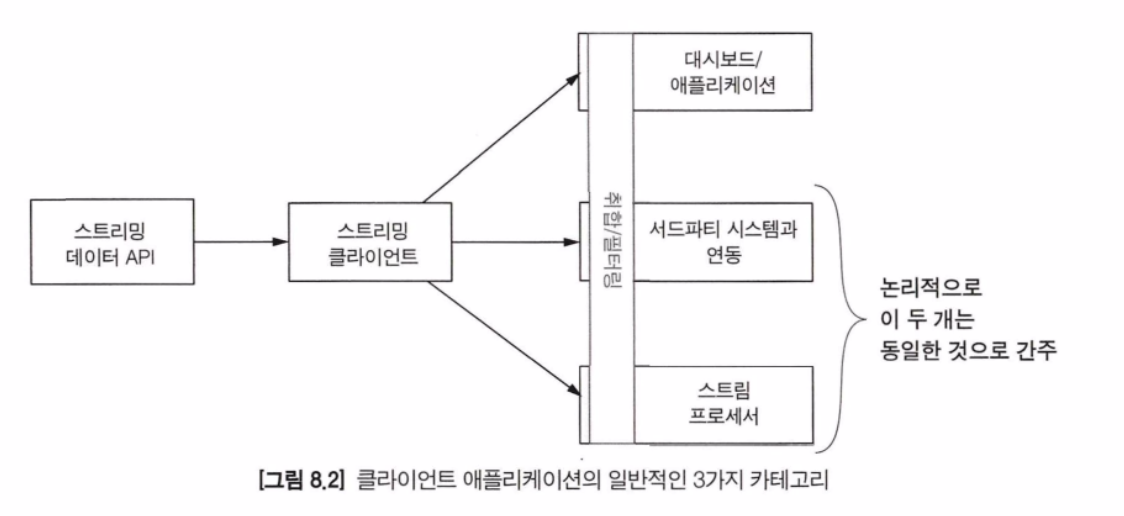 대시보드/
애플리케이션
스트리밍
데이터 API
스트리밍
클라이언트
취합/필터링
서드파티 시스템과
연동
논리적으로
이 두 개는
동일한 것으로 간주
스트림
프로세서
[그림 8.2] 클라이언트 애플리케이션의 일반적인 3가지 카테고리